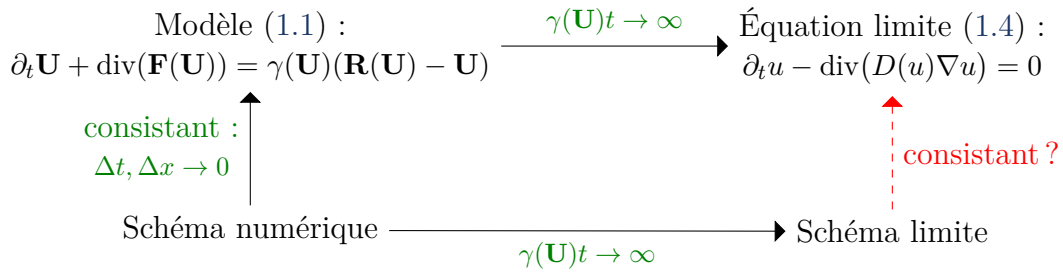 Modèle (1.1) :
∂ₜU + div(F(U)) = γ(U)(R(U) − U)
γ(U)t → ∞
Équation limite (1.4) :
∂ₜu − div(D(u)∇u) = 0
consistant :
Δt, Δx → 0
consistant ?
Schéma numérique
γ(U)t → ∞
Schéma limite